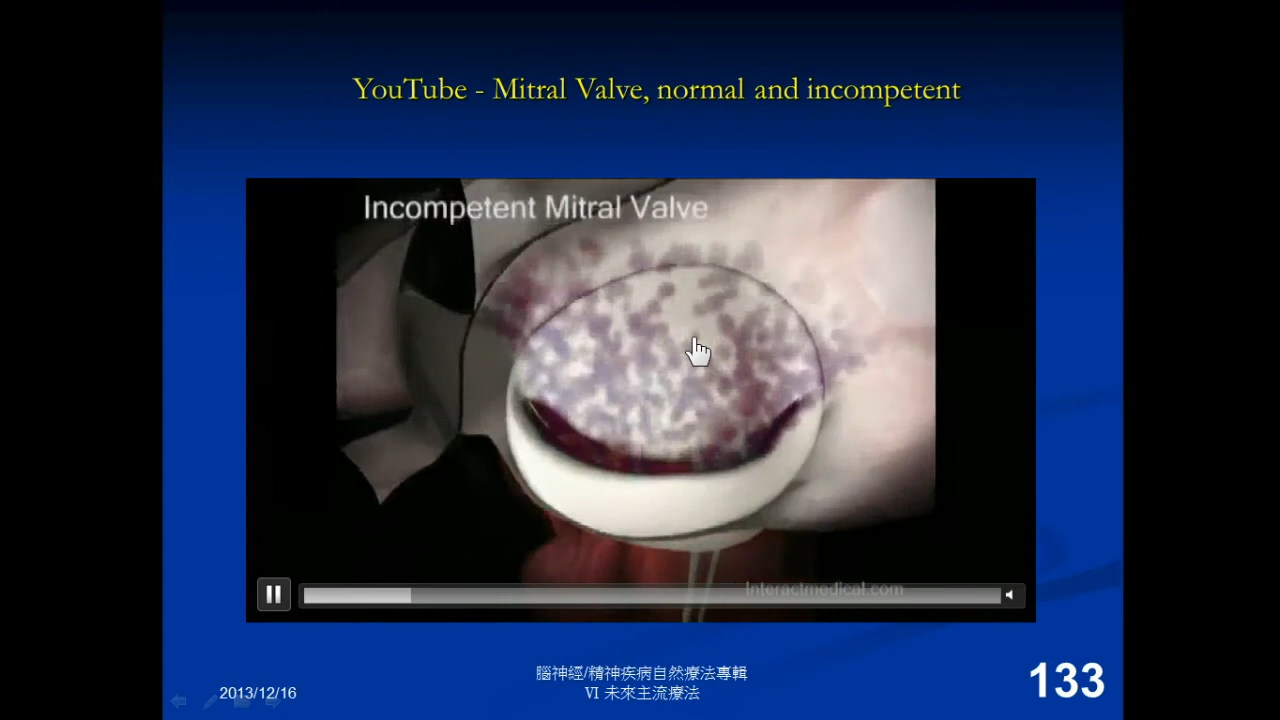 YouTube - Mitral Valve, normal and incompetent
Incompetent Mitral Valve
Interactmedical.com
2013/12/16
腦神經/精神疾病自然療法專輯
VI 未來主流療法
133